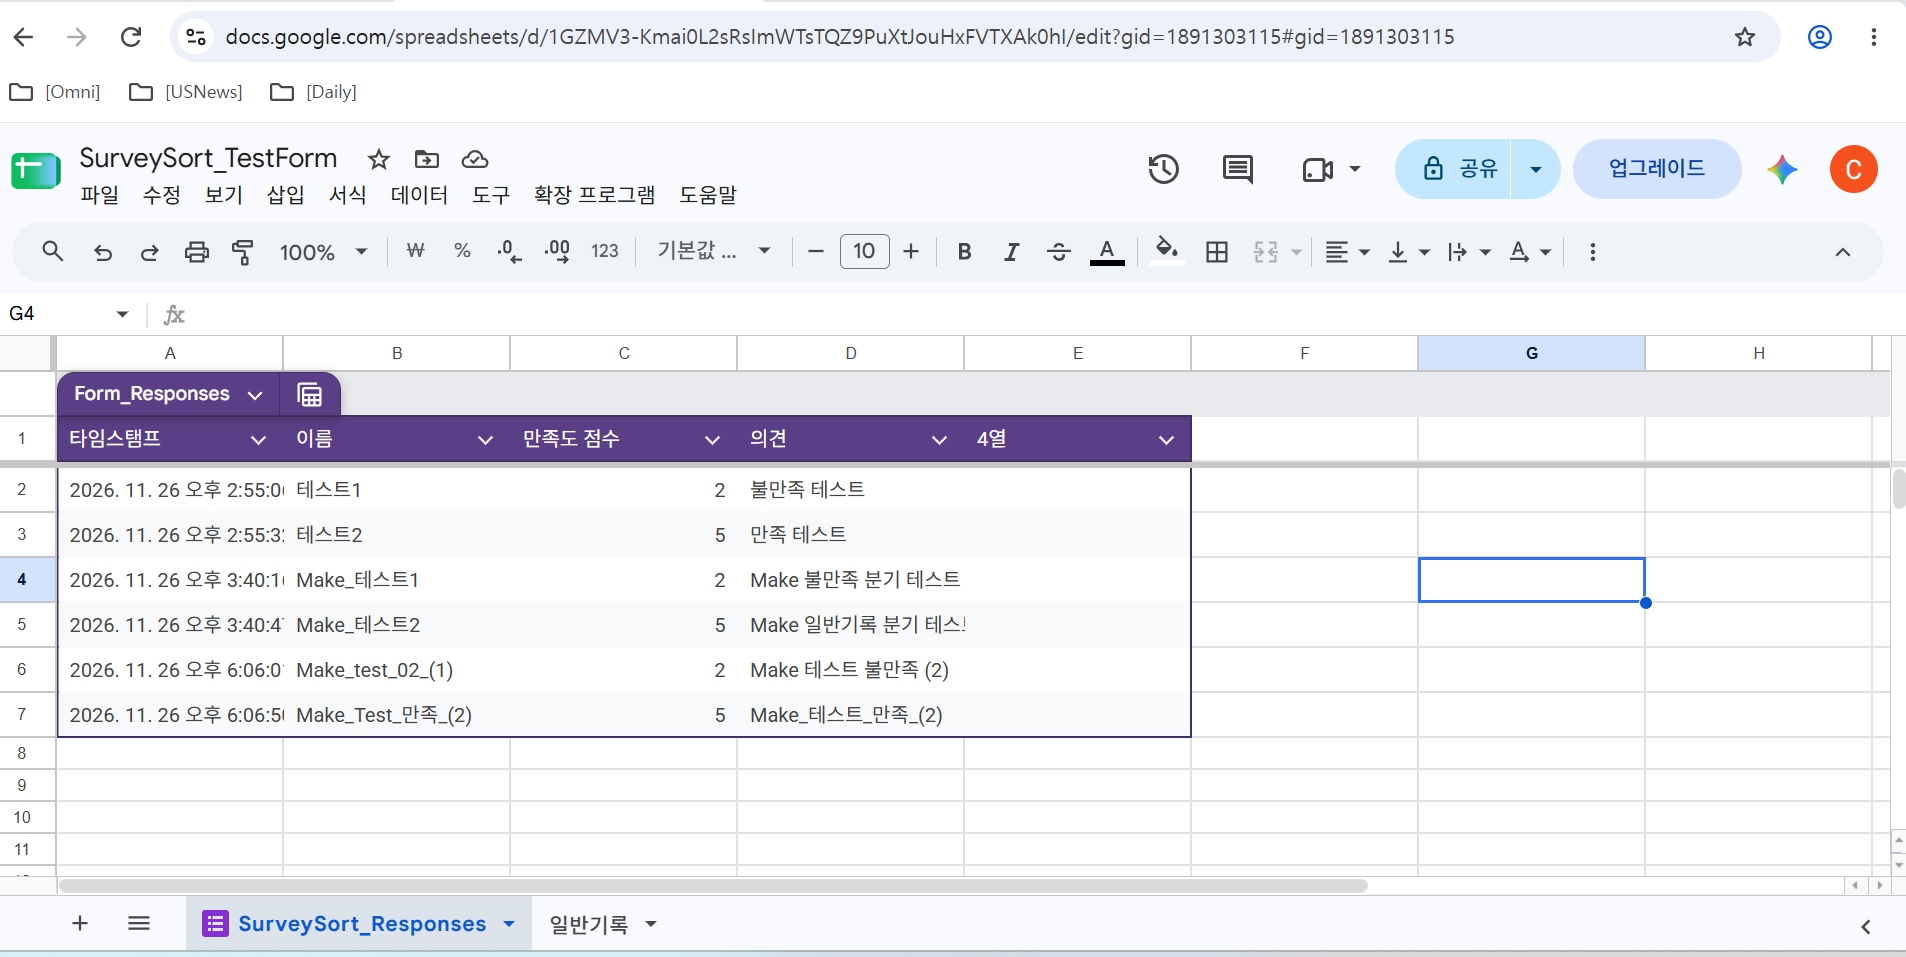 docs.google.com/spreadsheets/d/1GZMV3-Kmai0L2sRsImWTsTQZ9PuXtJouHxFVTXAk0hI/edit?gid=1891303115#gid=1891303115
[Omni] [USNews] [Daily]
SurveySort_TestForm
파일 수정 보기 삽입 서식 데이터 도구 확장 프로그램 도움말
공유 업그레이드 C
100% ₩ % .0 .00 123 기본값 ... 10 B I A A
G4 fx
A B C D E F G H
Form_Responses
1 타임스탬프 이름 만족도 점수 의견 4열
2 2026. 11. 26 오후 2:55:0 테스트1 2 불만족 테스트
3 2026. 11. 26 오후 2:55:3 테스트2 5 만족 테스트
4 2026. 11. 26 오후 3:40:1 Make_테스트1 2 Make 불만족 분기 테스트
5 2026. 11. 26 오후 3:40:4 Make_테스트2 5 Make 일반기록 분기 테스
6 2026. 11. 26 오후 6:06:0 Make_test_02_(1) 2 Make 테스트 불만족 (2)
7 2026. 11. 26 오후 6:06:5 Make_Test_만족_(2) 5 Make_테스트_만족_(2)
8
9
10
11
SurveySort_Responses 일반기록